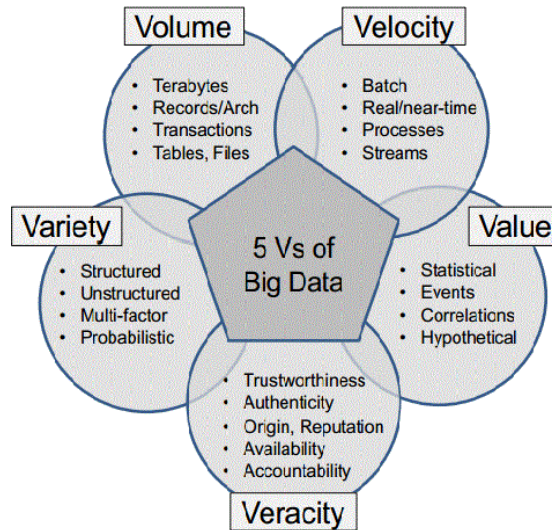 Volume
• Terabytes
• Records/Arch
• Transactions
• Tables, Files
Velocity
• Batch
• Real/near-time
• Processes
• Streams
Variety
• Structured
• Unstructured
• Multi-factor
• Probabilistic
5 Vs of
Big Data
Value
• Statistical
• Events
• Correlations
• Hypothetical
• Trustworthiness
• Authenticity
• Origin, Reputation
• Availability
• Accountability
Veracity